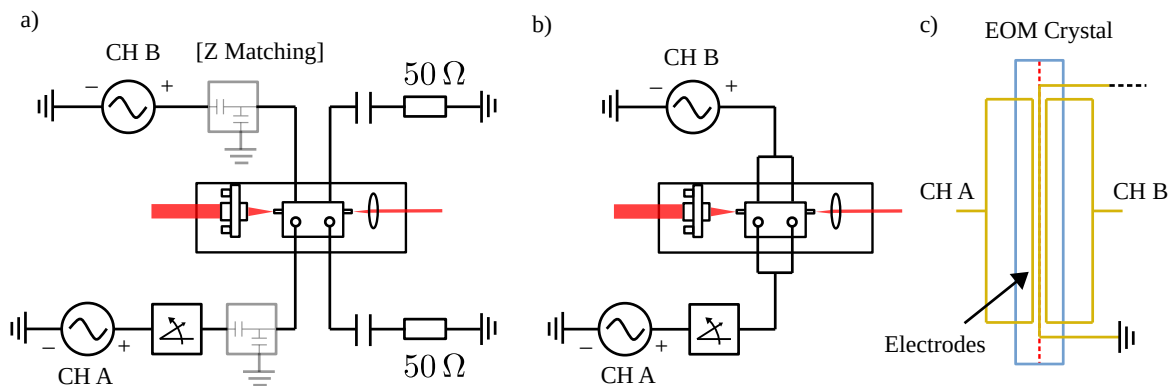 a)
CH B
[Z Matching]
− +
50 Ω
− +
CH A
50 Ω
b)
CH B
− +
− +
CH A
c)
EOM Crystal
CH A
CH B
Electrodes